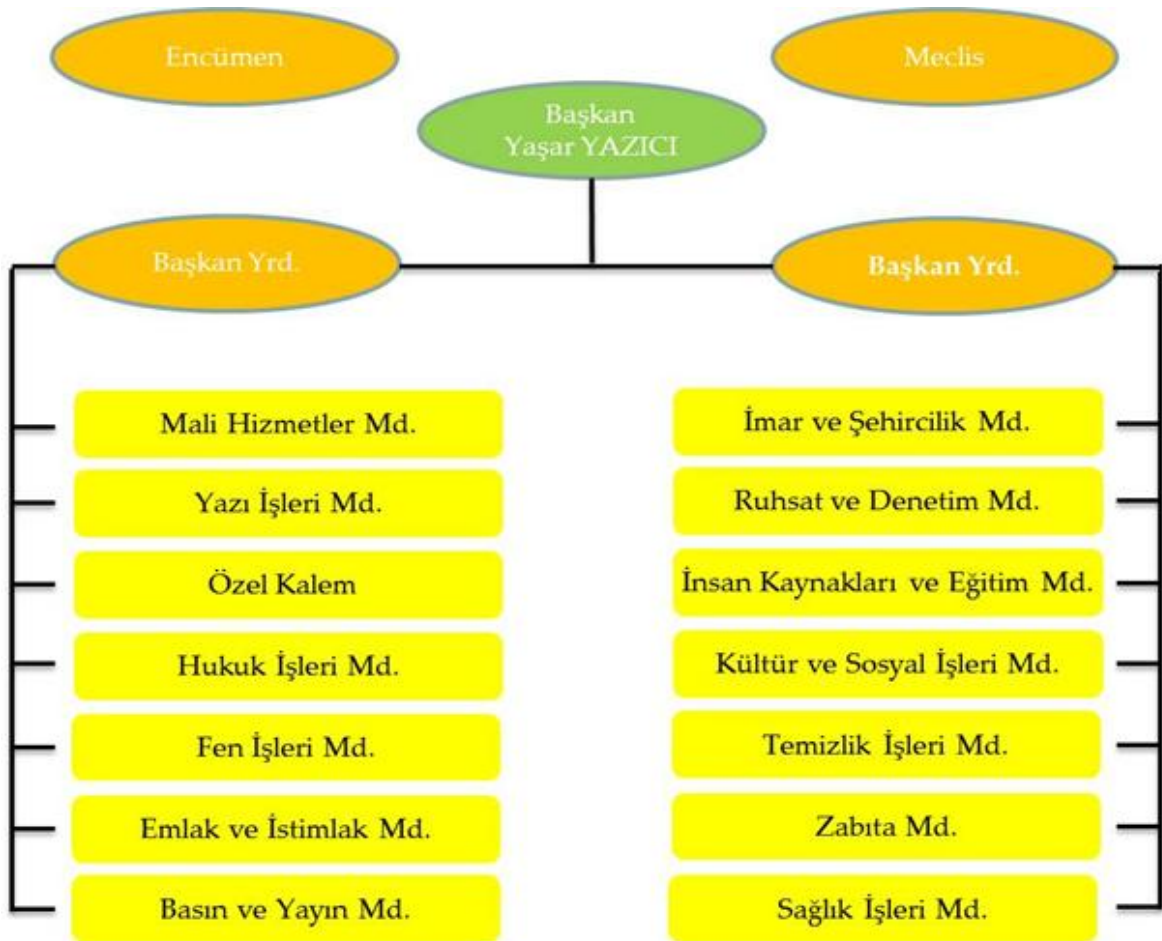 Encümen
Meclis
Başkan
Yaşar YAZICI
Başkan Yrd.
Başkan Yrd.
Mali Hizmetler Md.
Yazı İşleri Md.
Özel Kalem
Hukuk İşleri Md.
Fen İşleri Md.
Emlak ve İstimlak Md.
Basın ve Yayın Md.
İmar ve Şehircilik Md.
Ruhsat ve Denetim Md.
İnsan Kaynakları ve Eğitim Md.
Kültür ve Sosyal İşleri Md.
Temizlik İşleri Md.
Zabıta Md.
Sağlık İşleri Md.